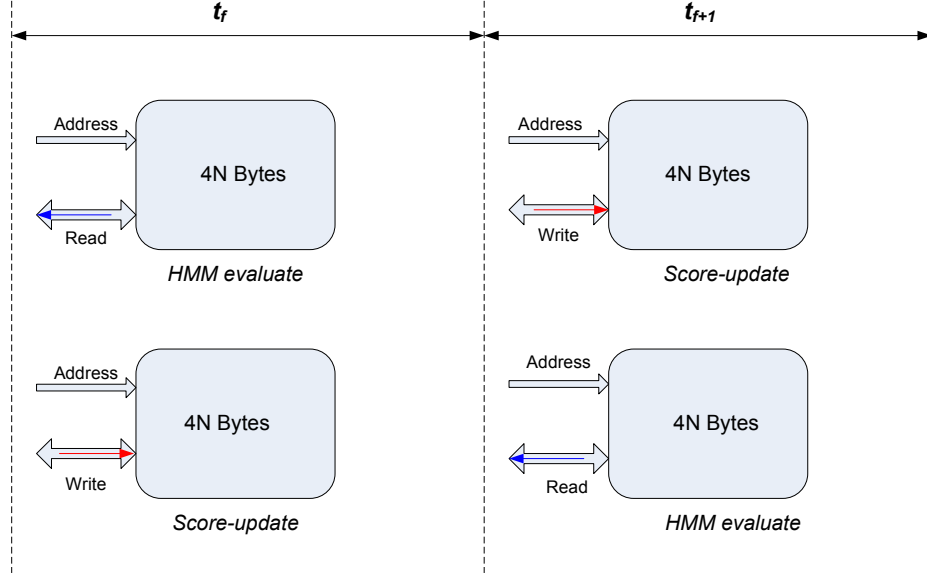 t_f
t_{f+1}
Address
4N Bytes
Read
HMM evaluate
Address
4N Bytes
Write
Score-update
Address
4N Bytes
Write
Score-update
Address
4N Bytes
Read
HMM evaluate